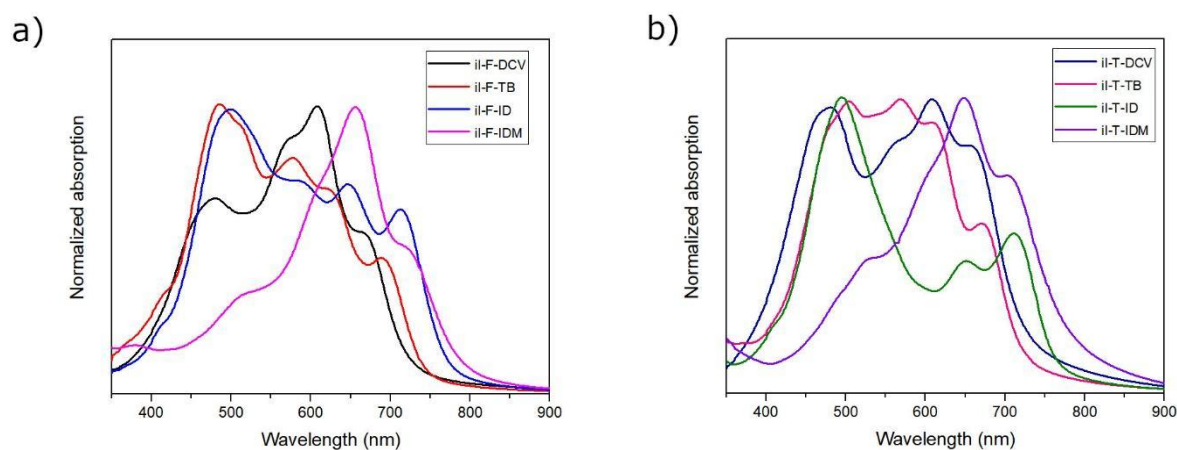 a)
iI-F-DCV
iI-F-TB
iI-F-ID
iI-F-IDM
Normalized absorption
400 500 600 700 800 900
Wavelength (nm)
b)
iI-T-DCV
iI-T-TB
iI-T-ID
iI-T-IDM
Normalized absorption
400 500 600 700 800 900
Wavelength (nm)